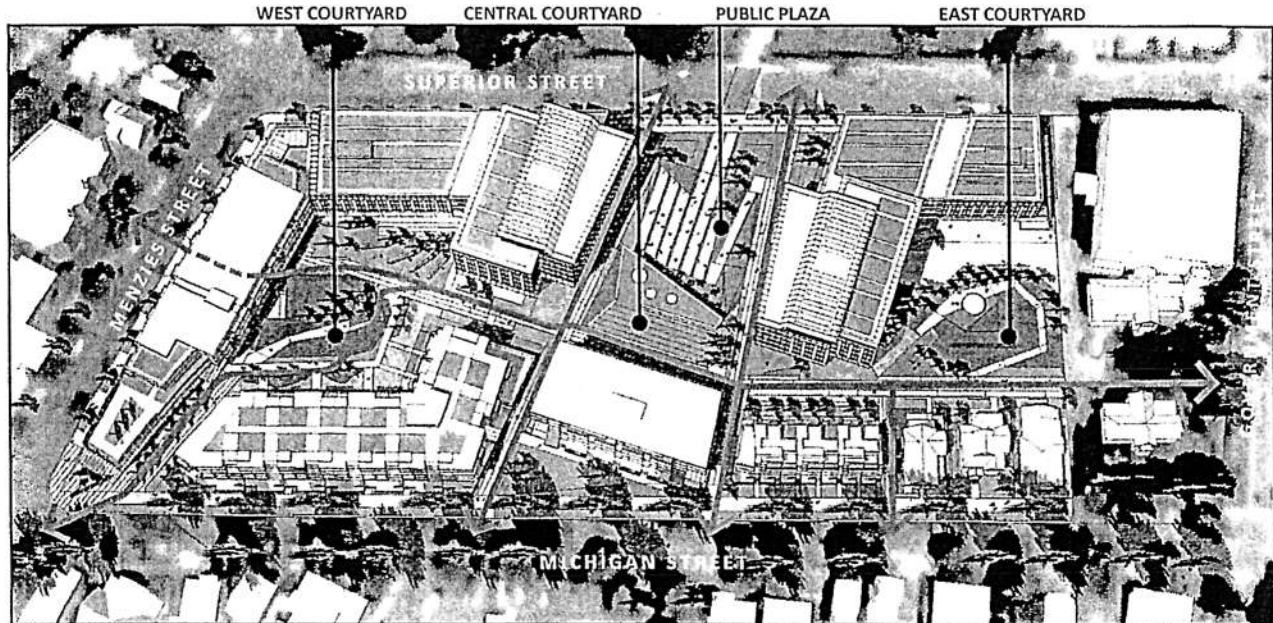 WEST COURTYARD
CENTRAL COURTYARD
PUBLIC PLAZA
EAST COURTYARD
SUPERIOR STREET
MENZIES STREET
MICHIGAN STREET